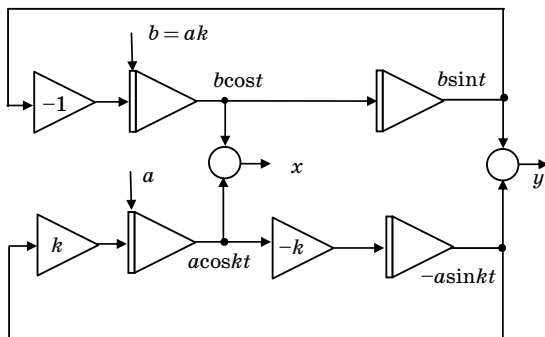 b = ak
bcost
bsint
−1
x
y
a
k
acoskt
−k
−asinkt